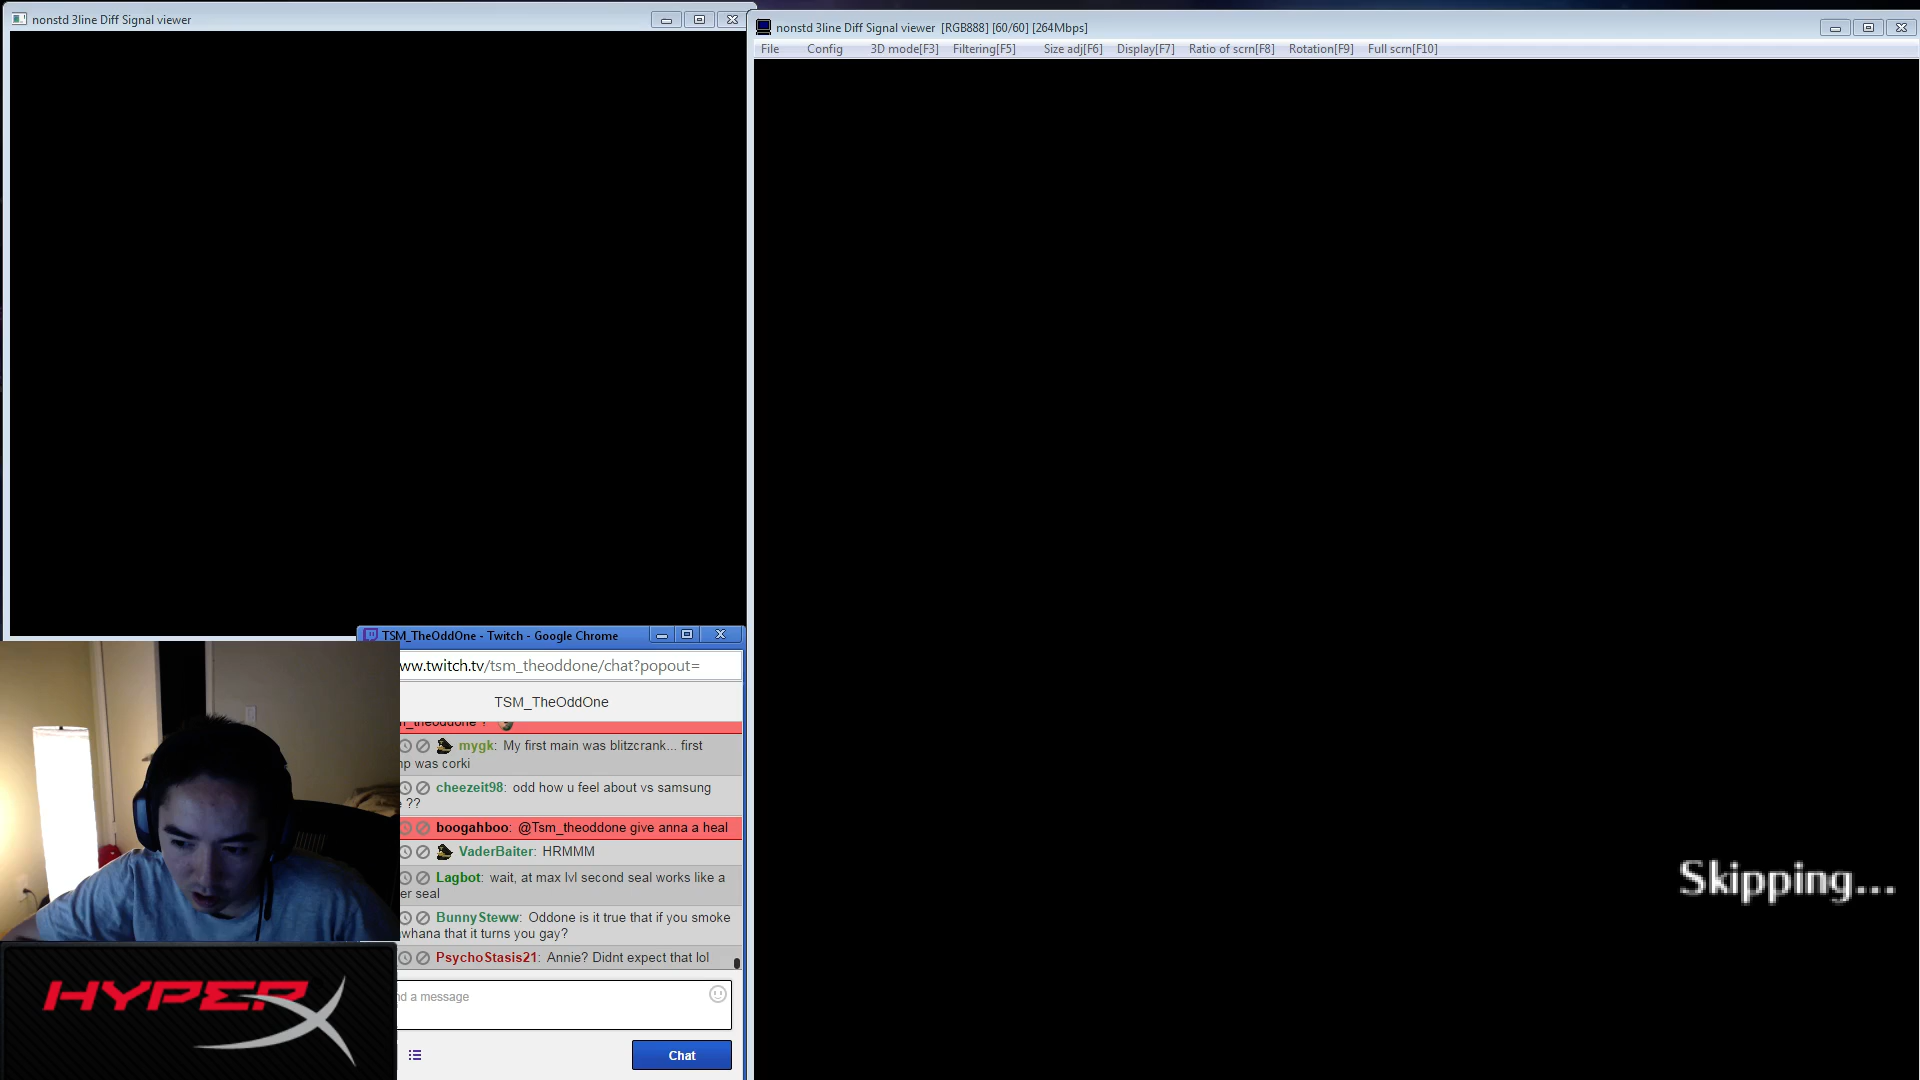 nonstd 3line Diff Signal viewer
nonstd 3line Diff Signal viewer [RGB888] [60/60] [264Mbps]
File Config 3D mode[F3] Filtering[F5] Size adj[F6] Display[F7] Ratio of scrn[F8] Rotation[F9] Full scrn[F10]
Skipping...
TSM_TheOddOne - Twitch - Google Chrome
ww.twitch.tv/tsm_theoddone/chat?popout=
TSM_TheOddOne
mygk: My first main was blitzcrank... first
mp was corki
cheezeit98: odd how u feel about vs samsung
e ??
boogahboo: @Tsm_theoddone give anna a heal
VaderBaiter: HRMMM
Lagbot: wait, at max lvl second seal works like a
er seal
BunnySteww: Oddone is it true that if you smoke
whana that it turns you gay?
PsychoStasis21: Annie? Didnt expect that lol
nd a message
Chat
HYPERX